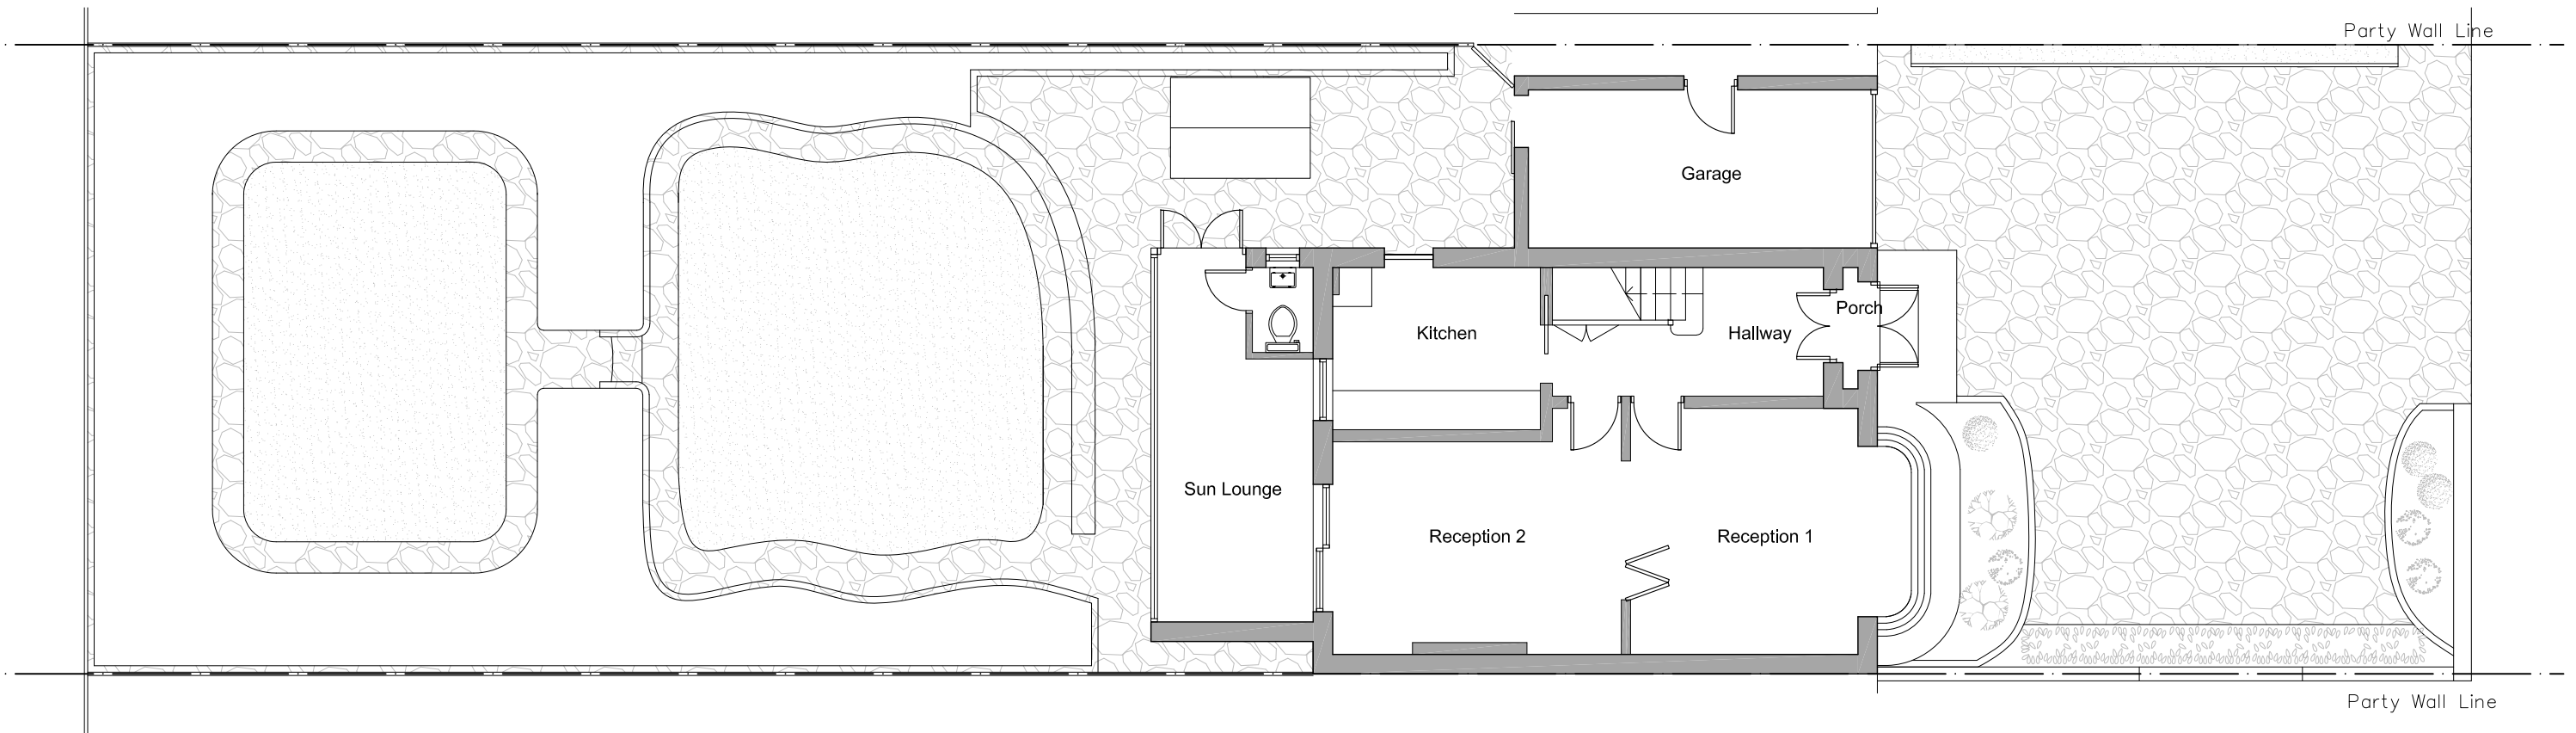 Party Wall Line
Garage
Porch
Kitchen
Hallway
Sun Lounge
Reception 2
Reception 1
Party Wall Line